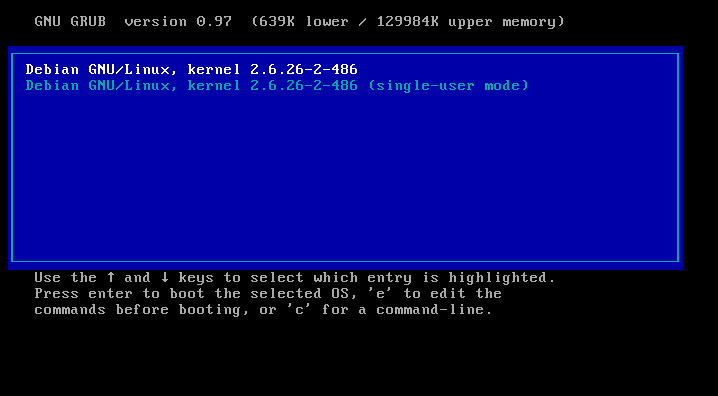 GNU GRUB  version 0.97  (639K lower / 129984K upper memory)
Debian GNU/Linux, kernel 2.6.26-2-486
Debian GNU/Linux, kernel 2.6.26-2-486 (single-user mode)
Use the ↑ and ↓ keys to select which entry is highlighted.
Press enter to boot the selected OS, 'e' to edit the
commands before booting, or 'c' for a command-line.